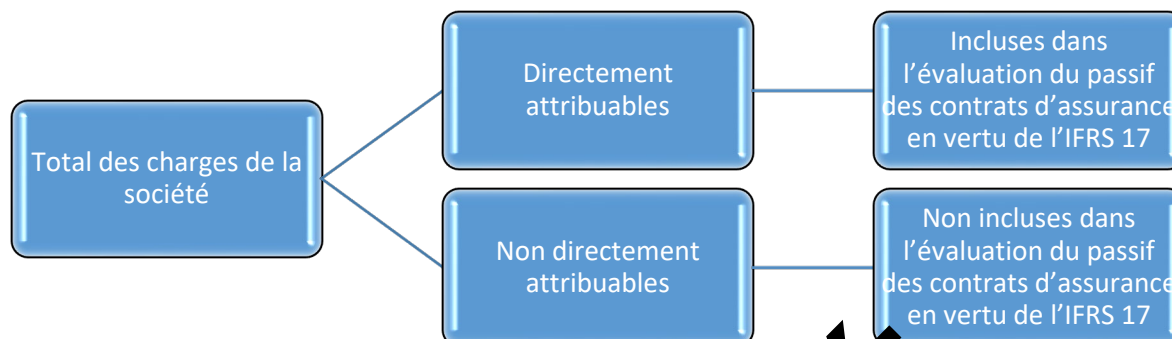 Total des charges de la
société
Directement
attribuables
Incluses dans
l’évaluation du passif
des contrats d’assurance
en vertu de l’IFRS 17
Non directement
attribuables
Non incluses dans
l’évaluation du passif
des contrats d’assurance
en vertu de l’IFRS 17